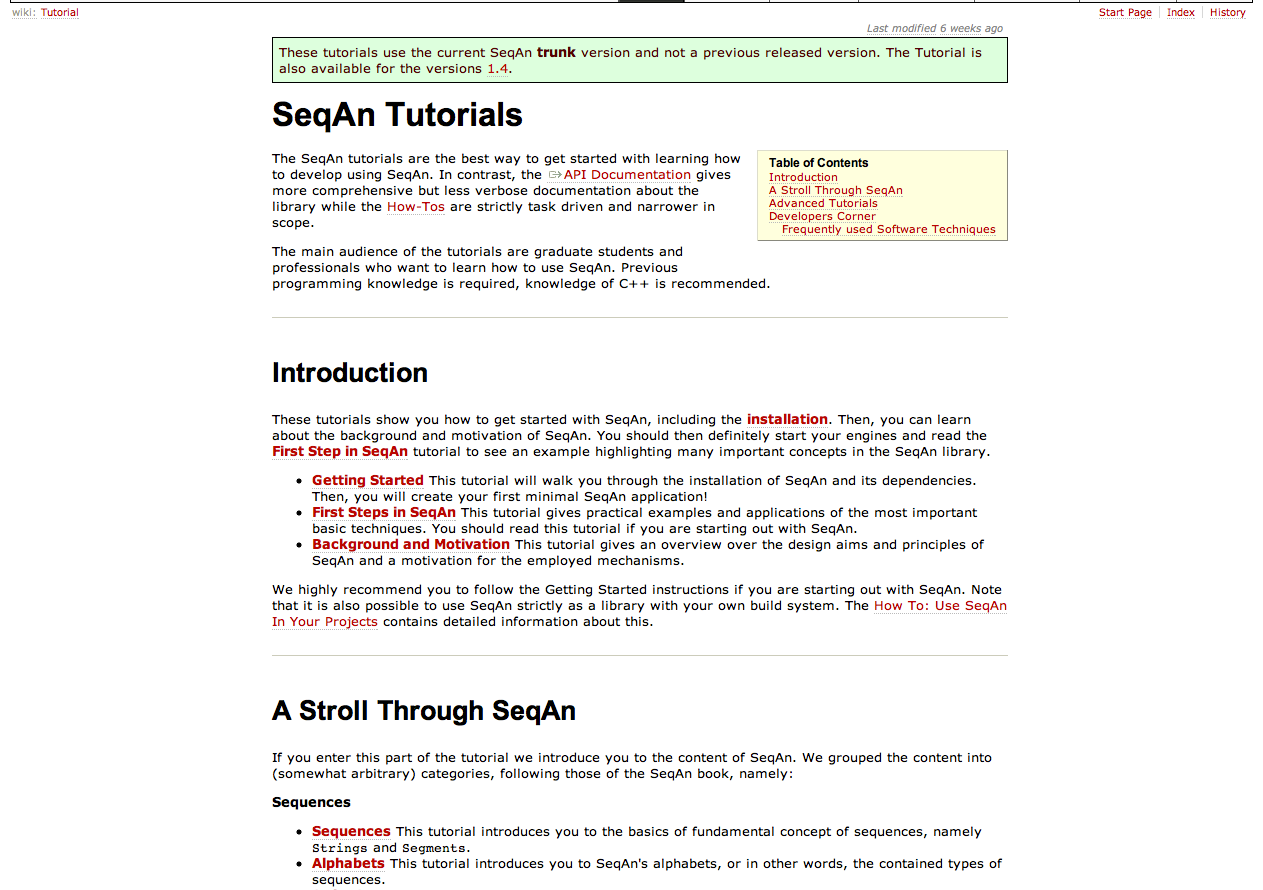 wiki: Tutorial
Start Page Index History
Last modified 6 weeks ago
These tutorials use the current SeqAn trunk version and not a previous released version. The Tutorial is
also available for the versions 1.4.
SeqAn Tutorials
The SeqAn tutorials are the best way to get started with learning how
to develop using SeqAn. In contrast, the API Documentation gives
more comprehensive but less verbose documentation about the
library while the How-Tos are strictly task driven and narrower in
scope.
Table of Contents
Introduction
A Stroll Through SeqAn
Advanced Tutorials
Developers Corner
Frequently used Software Techniques
The main audience of the tutorials are graduate students and
professionals who want to learn how to use SeqAn. Previous
programming knowledge is required, knowledge of C++ is recommended.
Introduction
These tutorials show you how to get started with SeqAn, including the installation. Then, you can learn
about the background and motivation of SeqAn. You should then definitely start your engines and read the
First Step in SeqAn tutorial to see an example highlighting many important concepts in the SeqAn library.
• Getting Started This tutorial will walk you through the installation of SeqAn and its dependencies.
Then, you will create your first minimal SeqAn application!
• First Steps in SeqAn This tutorial gives practical examples and applications of the most important
basic techniques. You should read this tutorial if you are starting out with SeqAn.
• Background and Motivation This tutorial gives an overview over the design aims and principles of
SeqAn and a motivation for the employed mechanisms.
We highly recommend you to follow the Getting Started instructions if you are starting out with SeqAn. Note
that it is also possible to use SeqAn strictly as a library with your own build system. The How To: Use SeqAn
In Your Projects contains detailed information about this.
A Stroll Through SeqAn
If you enter this part of the tutorial we introduce you to the content of SeqAn. We grouped the content into
(somewhat arbitrary) categories, following those of the SeqAn book, namely:
Sequences
• Sequences This tutorial introduces you to the basics of fundamental concept of sequences, namely
Strings and Segments.
• Alphabets This tutorial introduces you to SeqAn's alphabets, or in other words, the contained types of
sequences.